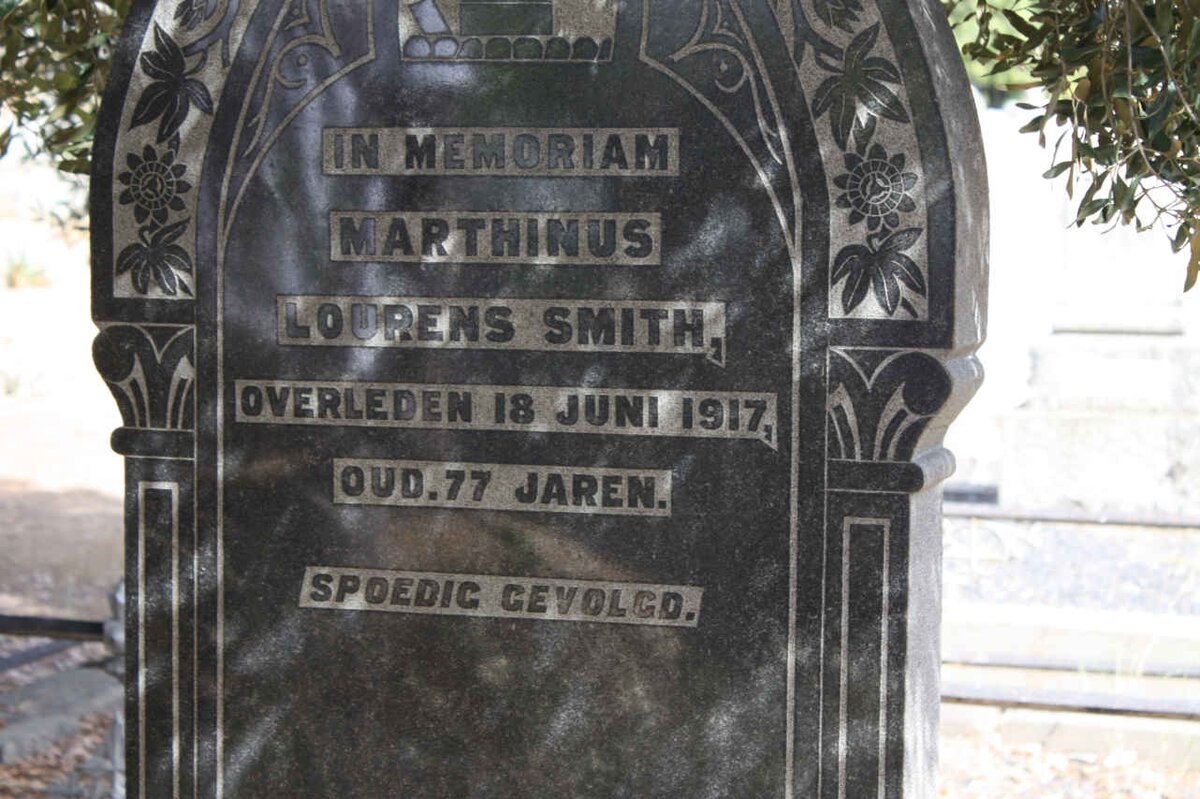 IN MEMORIAM
MARTHINUS
LOURENS SMITH,
OVERLEDEN 18 JUNI 1917,
OUD. 77 JAREN.
SPOEDIG GEVOLGD.